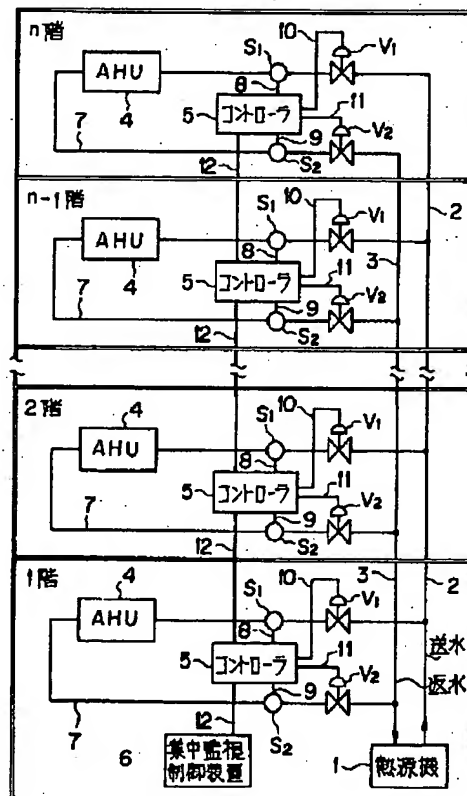 n階
10
S1
V1
AHU
8
11
5
コントローラ
V2
4
7
9
12
S2
2
n-1階
10
S1
V1
AHU
8
3
11
4
5
コントローラ
V2
7
9
12
S2
2階
4
10
S1
V1
AHU
8
11
5
コントローラ
V2
7
9
12
S2
1階
4
10
3
2
S1
V1
AHU
8
11
送水
5
コントローラ
V2
返水
7
9
12
S2
6
集中監視
制御装置
1
熱源機